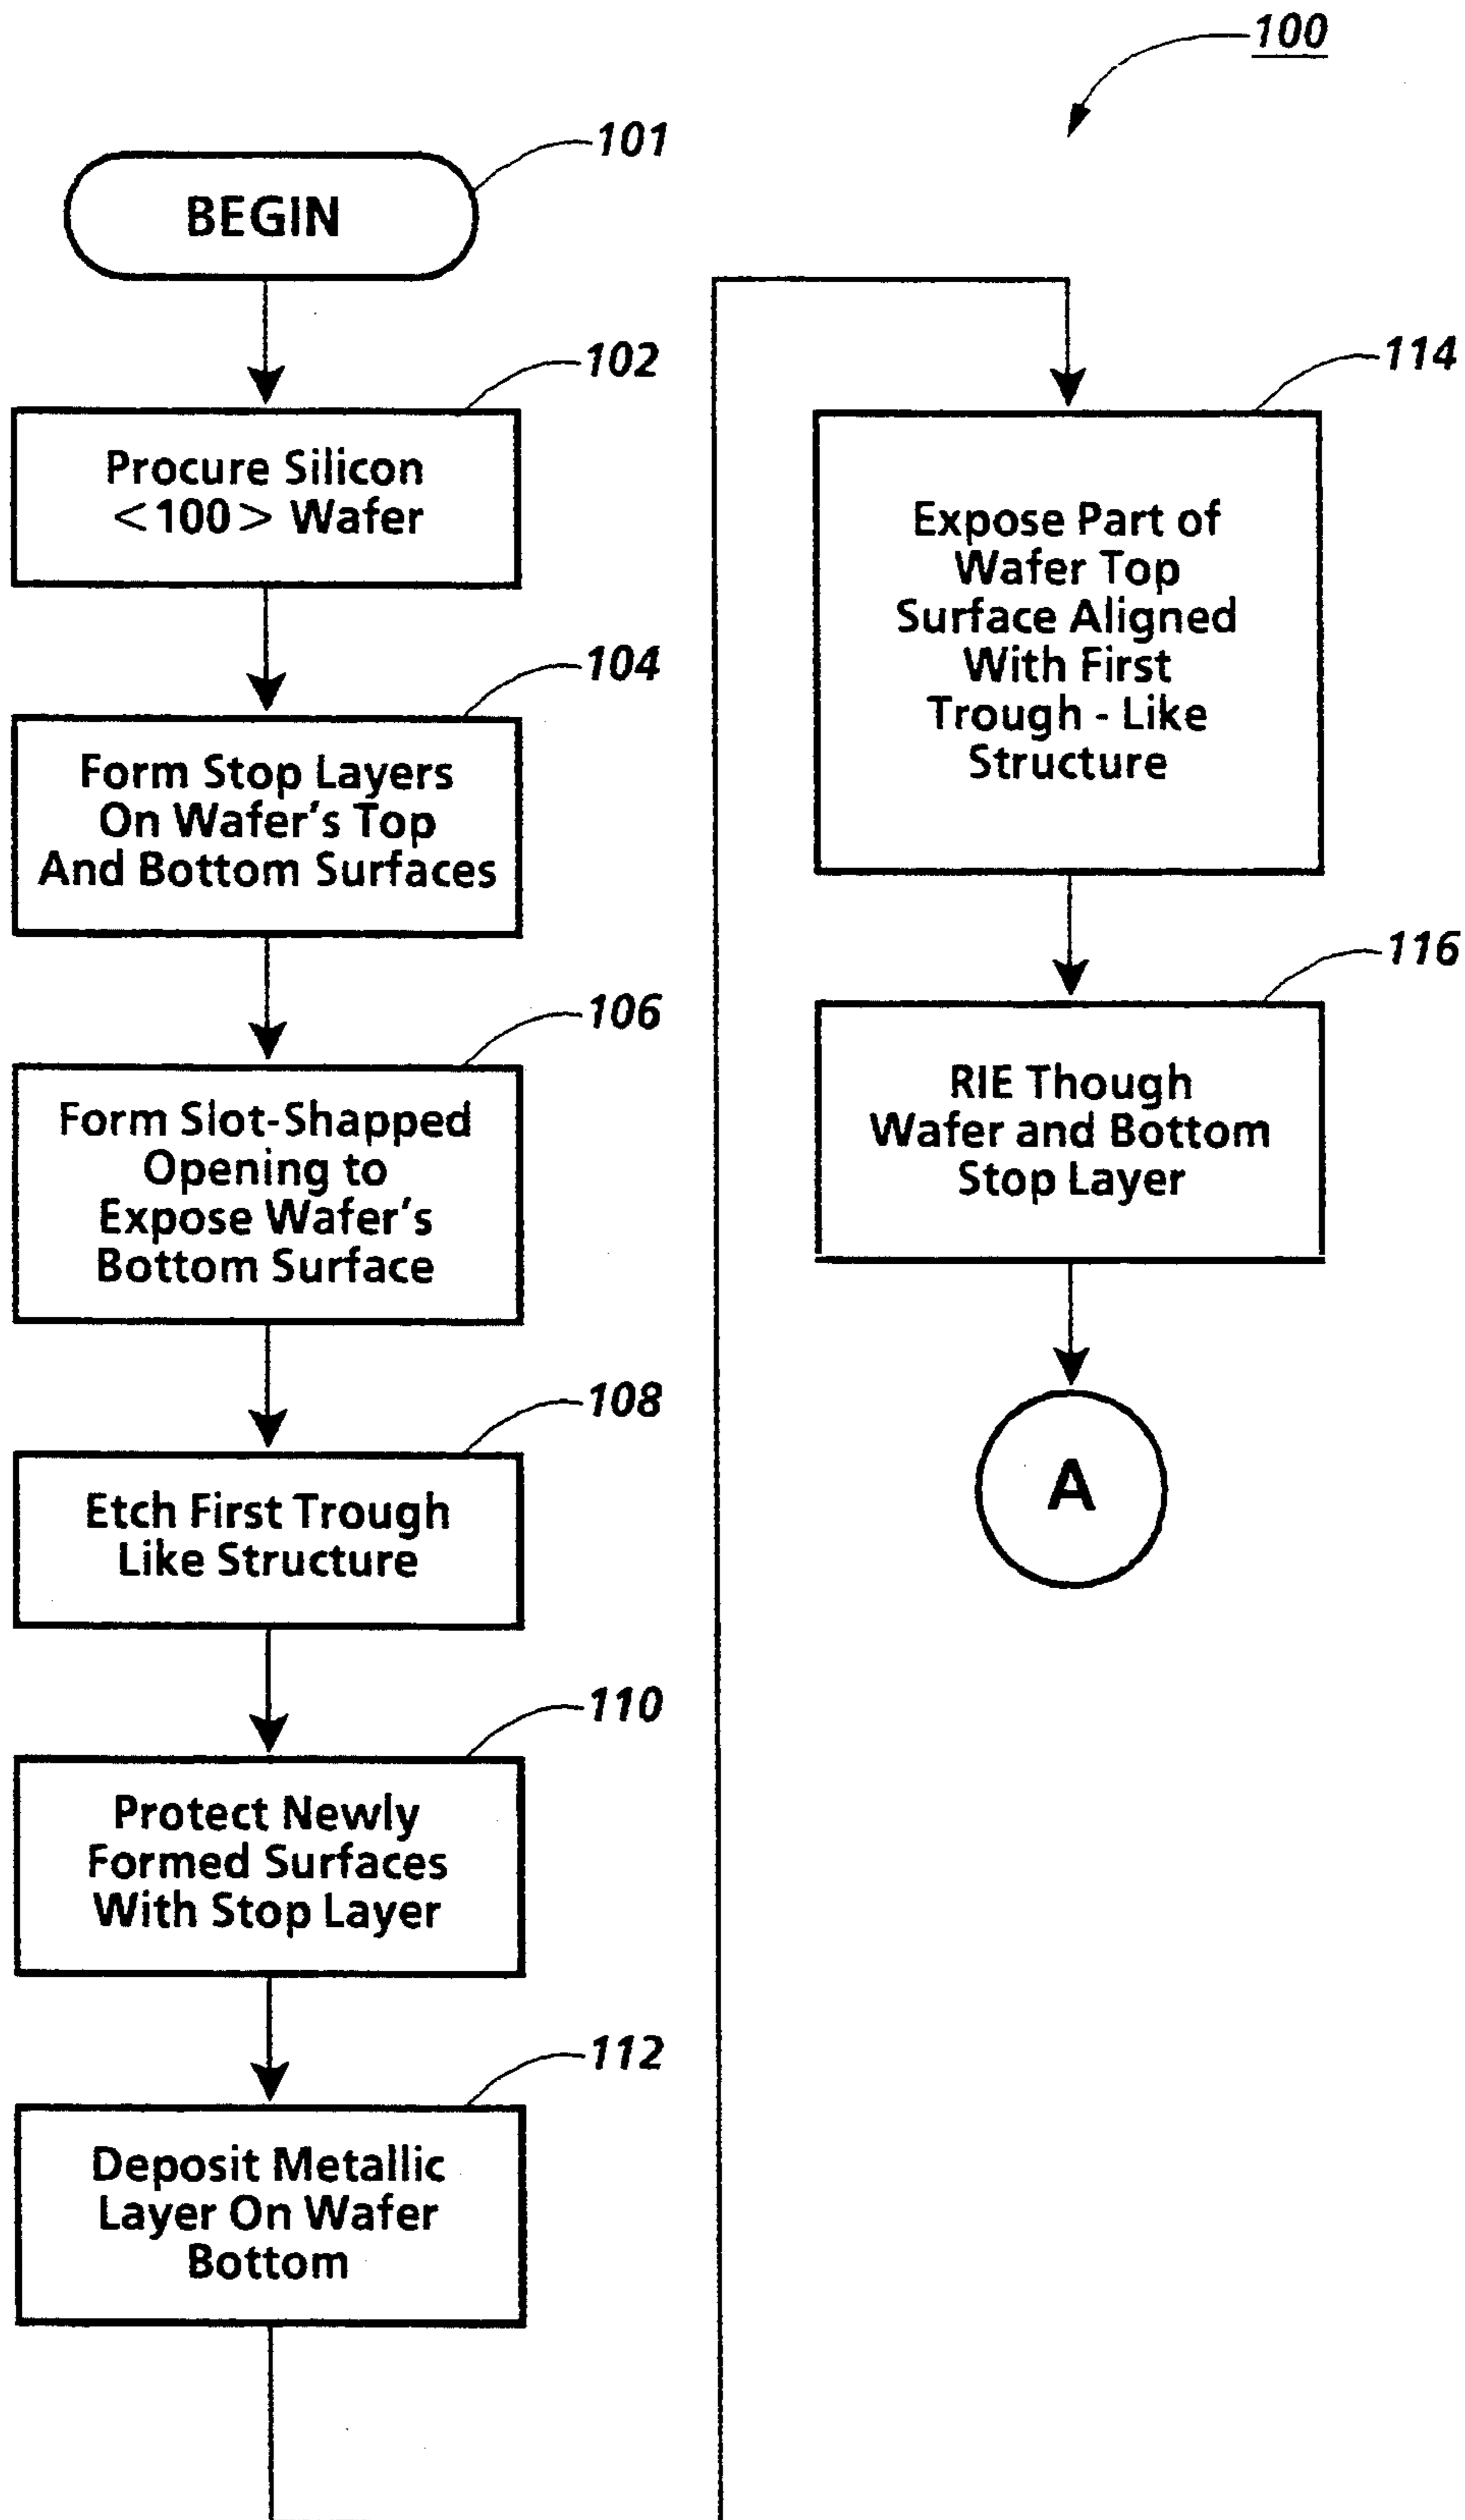 100
101
BEGIN
102
Procure Silicon
<100> Wafer
104
Form Stop Layers
On Wafer's Top
And Bottom Surfaces
106
Form Slot-Shapped
Opening to
Expose Wafer's
Bottom Surface
108
Etch First Trough
Like Structure
110
Protect Newly
Formed Surfaces
With Stop Layer
112
Deposit Metallic
Layer On Wafer
Bottom
114
Expose Part of
Wafer Top
Surface Aligned
With First
Trough - Like
Structure
116
RIE Though
Wafer and Bottom
Stop Layer
A